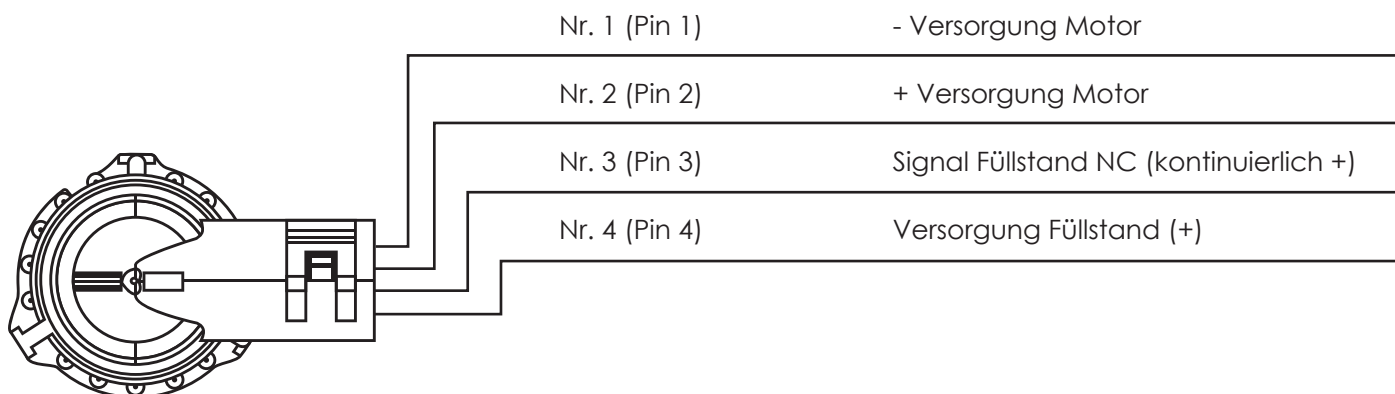 Nr. 1 (Pin 1) - Versorgung Motor
Nr. 2 (Pin 2) + Versorgung Motor
Nr. 3 (Pin 3) Signal Füllstand NC (kontinuierlich +)
Nr. 4 (Pin 4) Versorgung Füllstand (+)